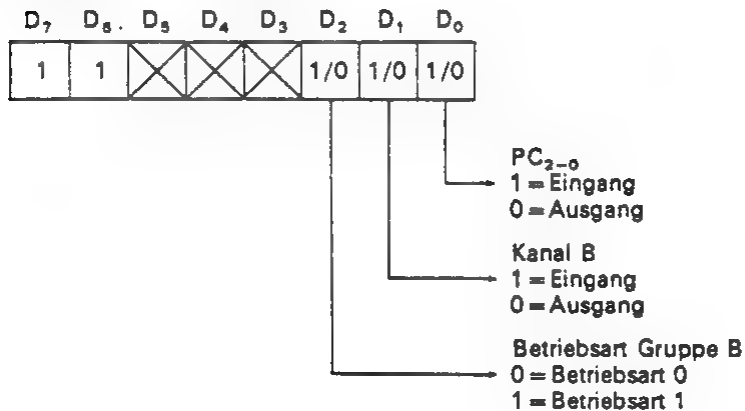 D₇ D₆. D₅ D₄ D₃ D₂ D₁ D₀
1 1 1/0 1/0 1/0
PC₂₋₀
1 = Eingang
0 = Ausgang
Kanal B
1 = Eingang
0 = Ausgang
Betriebsart Gruppe B
0 = Betriebsart 0
1 = Betriebsart 1